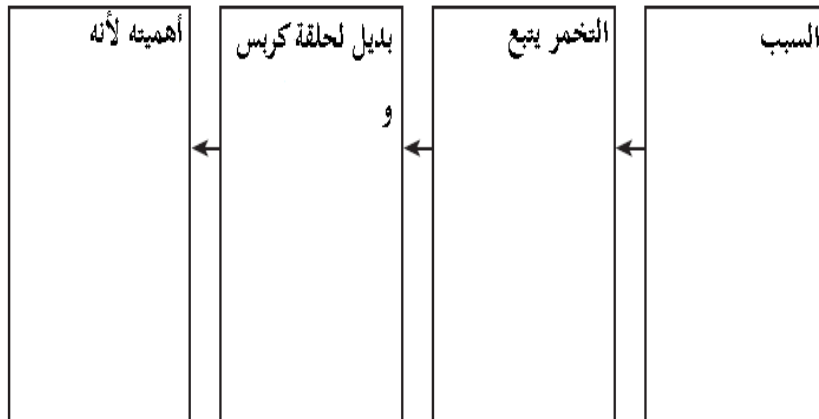 السبب
التخمر يتبع
بديل لحلقة كربس
و
أهميته لأنه